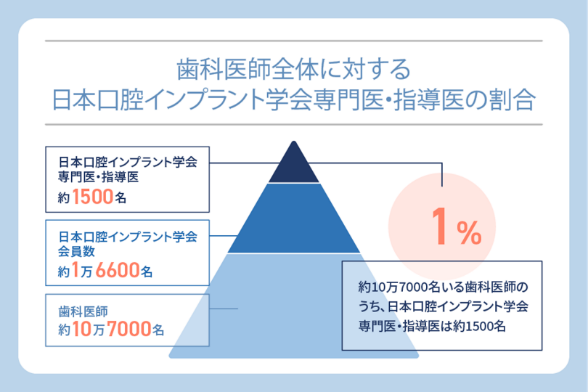 歯科医師全体に対する
日本口腔インプラント学会専門医・指導医の割合
日本口腔インプラント学会
専門医・指導医
約1500名
日本口腔インプラント学会
会員数
約1万6600名
歯科医師
約10万7000名
1%
約10万7000名いる歯科医師の
うち、日本口腔インプラント学会
専門医・指導医は約1500名